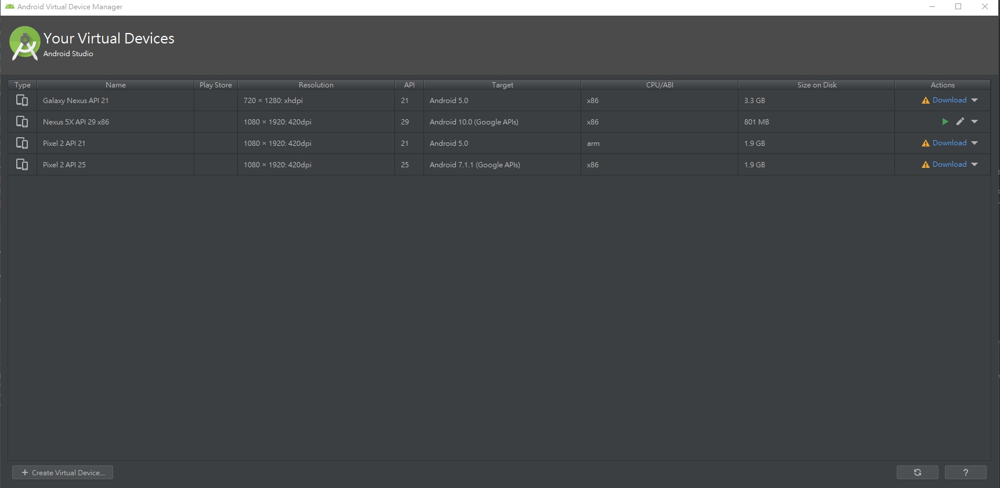 Android Virtual Device Manager
Your Virtual Devices
Android Studio
Type Name Play Store Resolution API Target CPU/ABI Size on Disk Actions
Galaxy Nexus API 21 720 × 1280: xhdpi 21 Android 5.0 x86 3.3 GB Download
Nexus 5X API 29 x86 1080 × 1920: 420dpi 29 Android 10.0 (Google APIs) x86 801 MB
Pixel 2 API 21 1080 × 1920: 420dpi 21 Android 5.0 arm 1.9 GB Download
Pixel 2 API 25 1080 × 1920: 420dpi 25 Android 7.1.1 (Google APIs) x86 1.9 GB Download
+ Create Virtual Device... ?